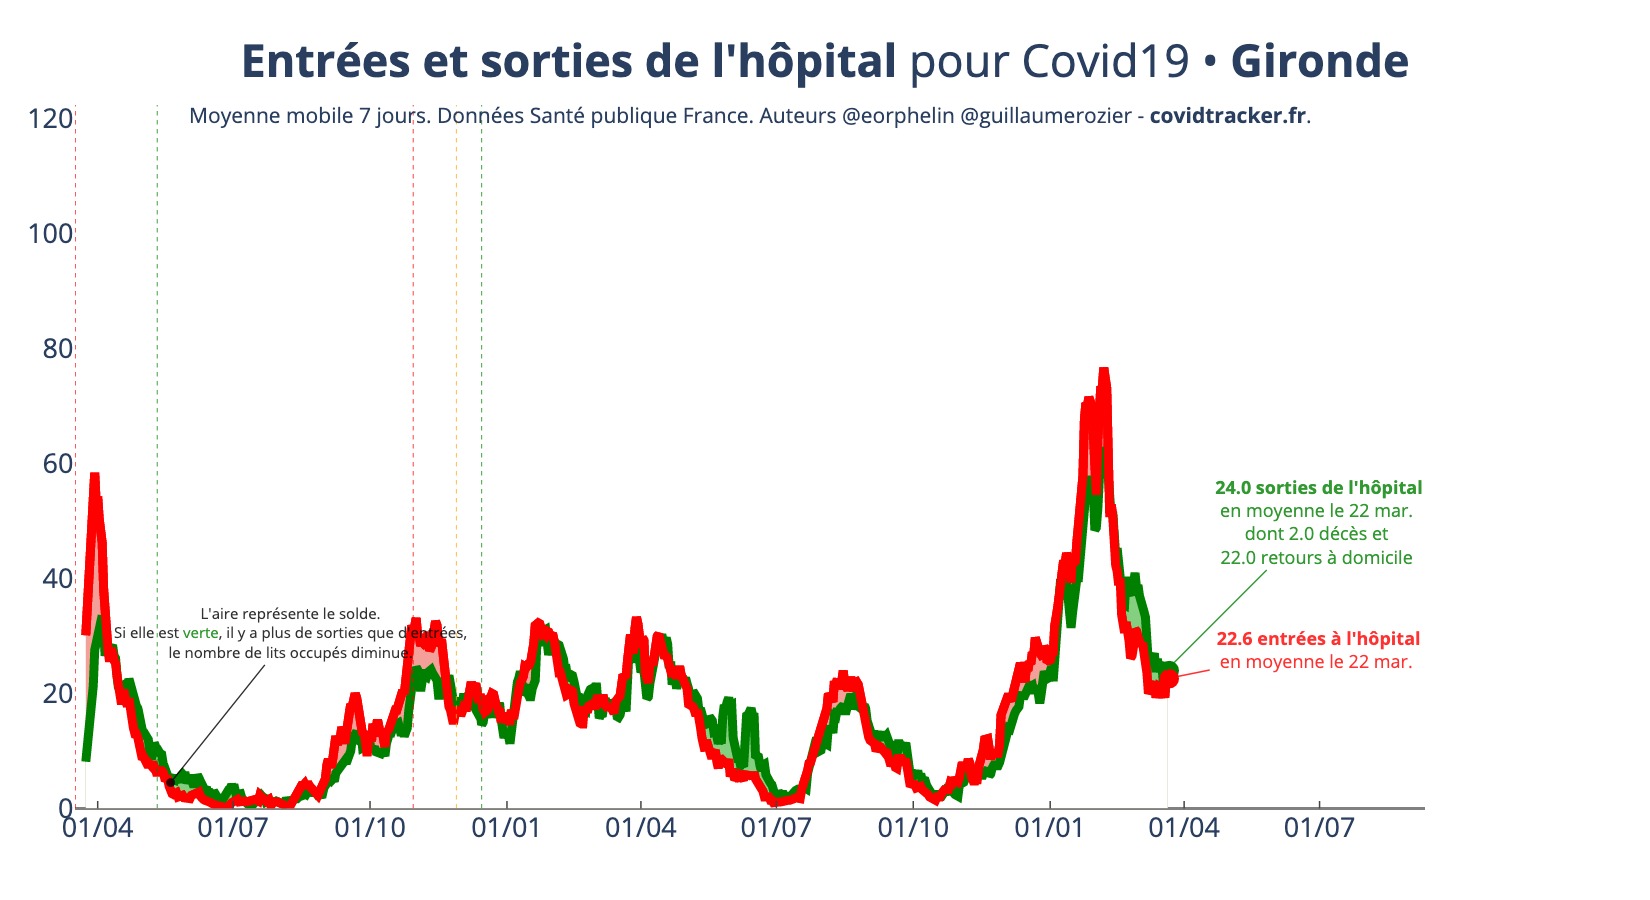 Entrées et sorties de l'hôpital pour Covid19 • Gironde
Moyenne mobile 7 jours. Données Santé publique France. Auteurs @eorphelin @guillaumerozier - covidtracker.fr.
120
100
80
60
40
20
0
24.0 sorties de l'hôpital
en moyenne le 22 mar.
dont 2.0 décès et
22.0 retours à domicile
L'aire représente le solde.
Si elle est verte, il y a plus de sorties que d'entrées,
le nombre de lits occupés diminue.
22.6 entrées à l'hôpital
en moyenne le 22 mar.
01/04 01/07 01/10 01/01 01/04 01/07 01/10 01/01 01/04 01/07